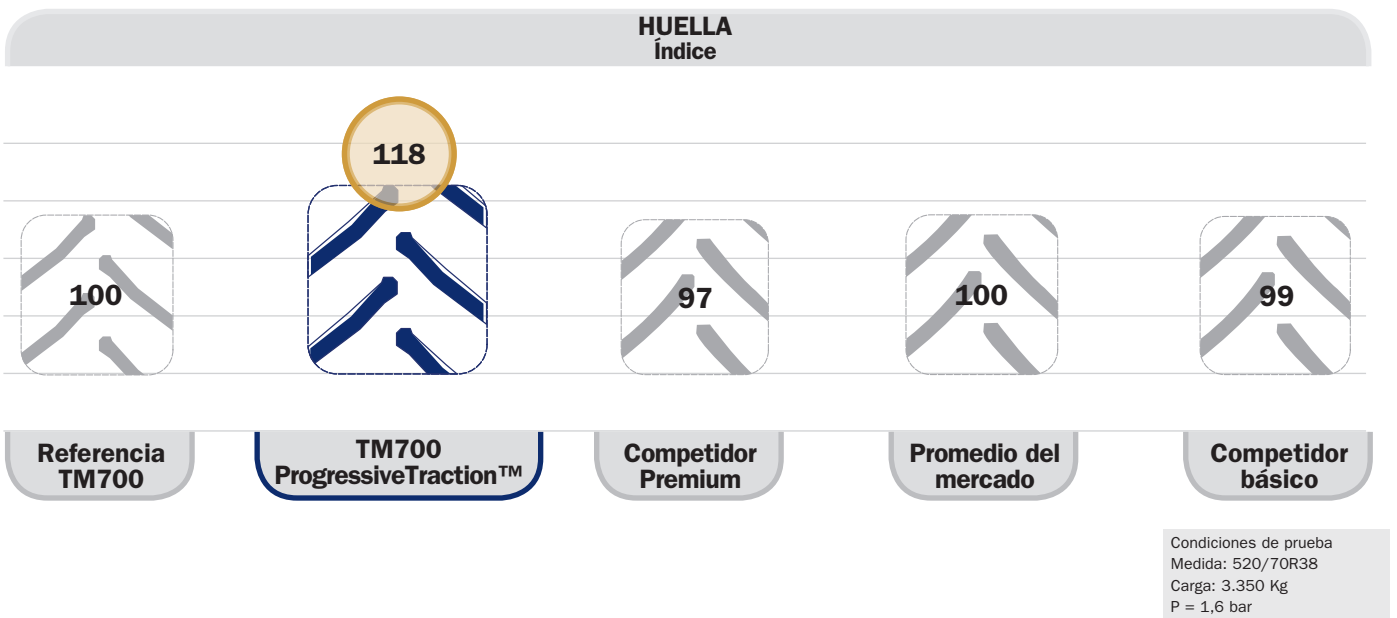 HUELLA
Índice
118
100
97
100
99
Referencia
TM700
TM700
ProgressiveTraction™
Competidor
Premium
Promedio del
mercado
Competidor
básico
Condiciones de prueba
Medida: 520/70R38
Carga: 3.350 Kg
P = 1,6 bar